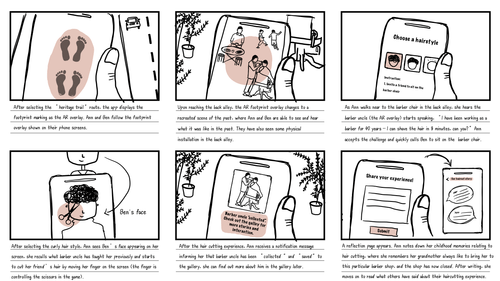 After selecting the "heritage trail" route, the app displays the
footprint marking as the AR overlay. Ann and Ben follow the footprint
overlay shown on their phone screens.
Upon reaching the back alley, the AR footprint overlay changes to a
recreated scene of the past, where Ann and Ben are able to see and hear
what it was like in the past. They have also seen some physical
installation in the back alley.
Choose a hairstyle
Instruction:
1. Invite a friend to sit on the
barber chair
As Ann walks near to the barber chair in the back alley, she hears the
barber uncle (the AR overlay) starts speaking, "I have been working as a
barber for 40 years - I can shave the hair in 8 minutes, can you?" Ann
accepts the challenge and quickly calls Ben to sit on the barber chair.
Ben's face
After selecting the curly hair style, Ann sees Ben's face appearing on her
screen, she recalls what barber uncle has taught her previously and starts
to cut her friend's hair by moving her finger on the screen (the finger is
controlling the scissors in the game).
Barber uncle "collected"
Check out the gallery for
more stories and
information.
After the hair cutting experience, Ann receives a notification message
informing her that barber uncle has been "collected" and "saved" to
the gallery, she can find out more about him in the gallery later.
Share your experience!
Submit
A reflection page appears, Ann notes down her childhood memories relating to
hair cutting, where she remembers her grandmother always like to bring her to
this particular barber shop, and the shop has now closed. After writing, she
moves on to read what others have said about their haircutting experience.